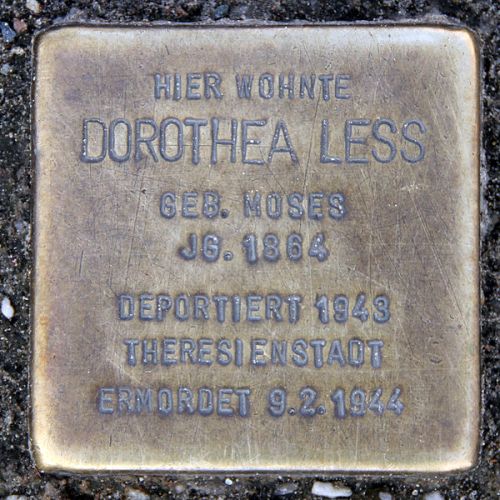 HIER WOHNTE
DOROTHEA LESS
GEB. MOSES
JG. 1864
DEPORTIERT 1943
THERESIENSTADT
ERMORDET 9.2.1944